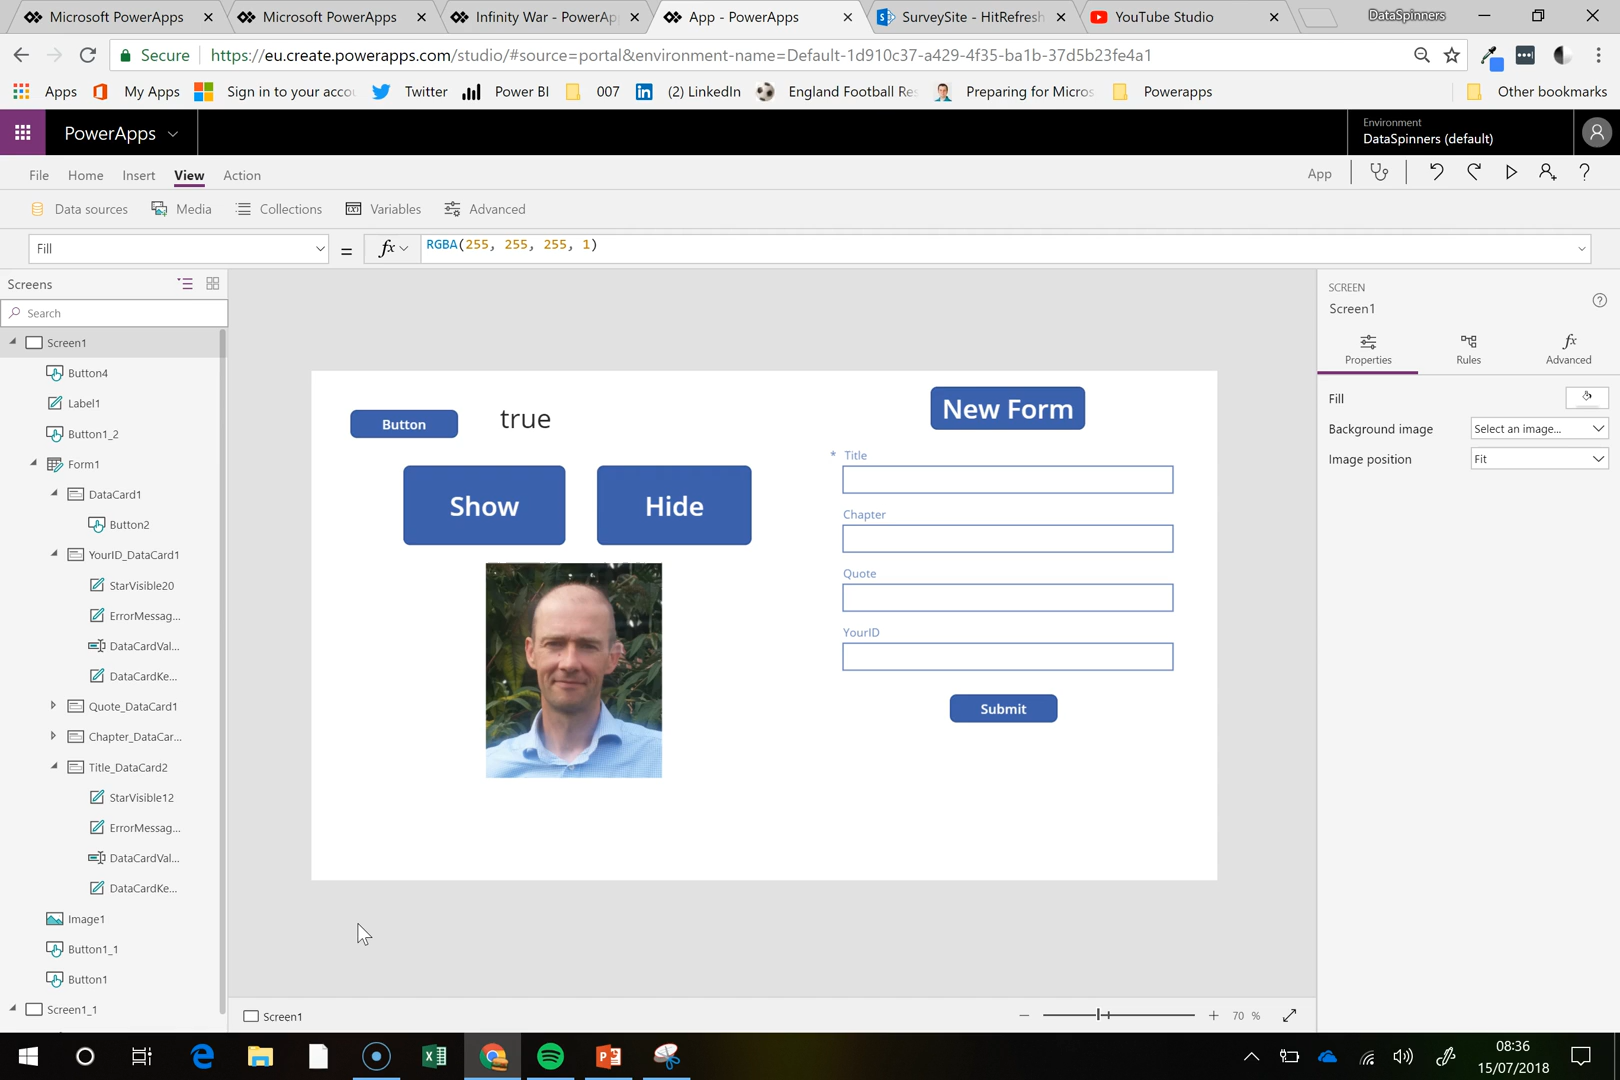 Microsoft PowerApps
Microsoft PowerApps
Infinity War - PowerAp
App - PowerApps
SurveySite - HitRefresh
YouTube Studio
DataSpinners
Secure
https://eu.create.powerapps.com/studio/#source=portal&environment-name=Default-1d910c37-a429-4f35-ba1b-37d5b23fe4a1
Apps
My Apps
Sign in to your accou
Twitter
Power BI
007
(2) LinkedIn
England Football Res
Preparing for Micros
Powerapps
Other bookmarks
PowerApps
Environment
DataSpinners (default)
File
Home
Insert
View
Action
App
?
Data sources
Media
Collections
Variables
Advanced
Fill
=
fx
RGBA(255, 255, 255, 1)
Screens
Search
Screen1
Button4
Label1
Button1_2
Form1
DataCard1
Button2
YourID_DataCard1
StarVisible20
ErrorMessag...
DataCardVal...
DataCardKe...
Quote_DataCard1
Chapter_DataCar...
Title_DataCard2
StarVisible12
ErrorMessag...
DataCardVal...
DataCardKe...
Image1
Button1_1
Button1
Screen1_1
Button
true
Show
Hide
New Form
* Title
Chapter
Quote
YourID
Submit
SCREEN
Screen1
Properties
Rules
fx
Advanced
Fill
Background image
Select an image...
Image position
Fit
Screen1
70 %
08:36
15/07/2018